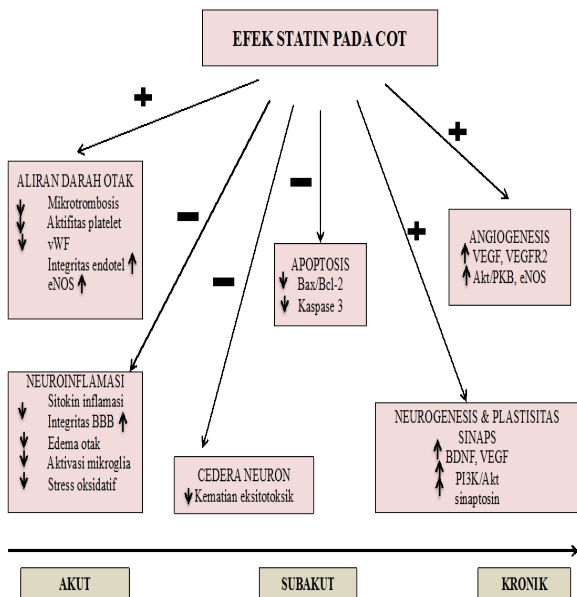 EFEK STATIN PADA COT
ALIRAN DARAH OTAK
Mikrotrombosis
Aktifitas platelet
vWF
Integritas endotel
eNOS
NEUROINFLAMASI
Sitokin inflamasi
Integritas BBB
Edema otak
Aktivasi mikroglia
Stress oksidatif
CEDERA NEURON
Kematian eksitotoksik
APOPTOSIS
Bax/Bcl-2
Kaspase 3
ANGIOGENESIS
VEGF, VEGFR2
Akt/PKB, eNOS
NEUROGENESIS & PLASTISITAS
SINAPS
BDNF, VEGF
PI3K/Akt
sinaptosin
AKUT
SUBAKUT
KRONIK